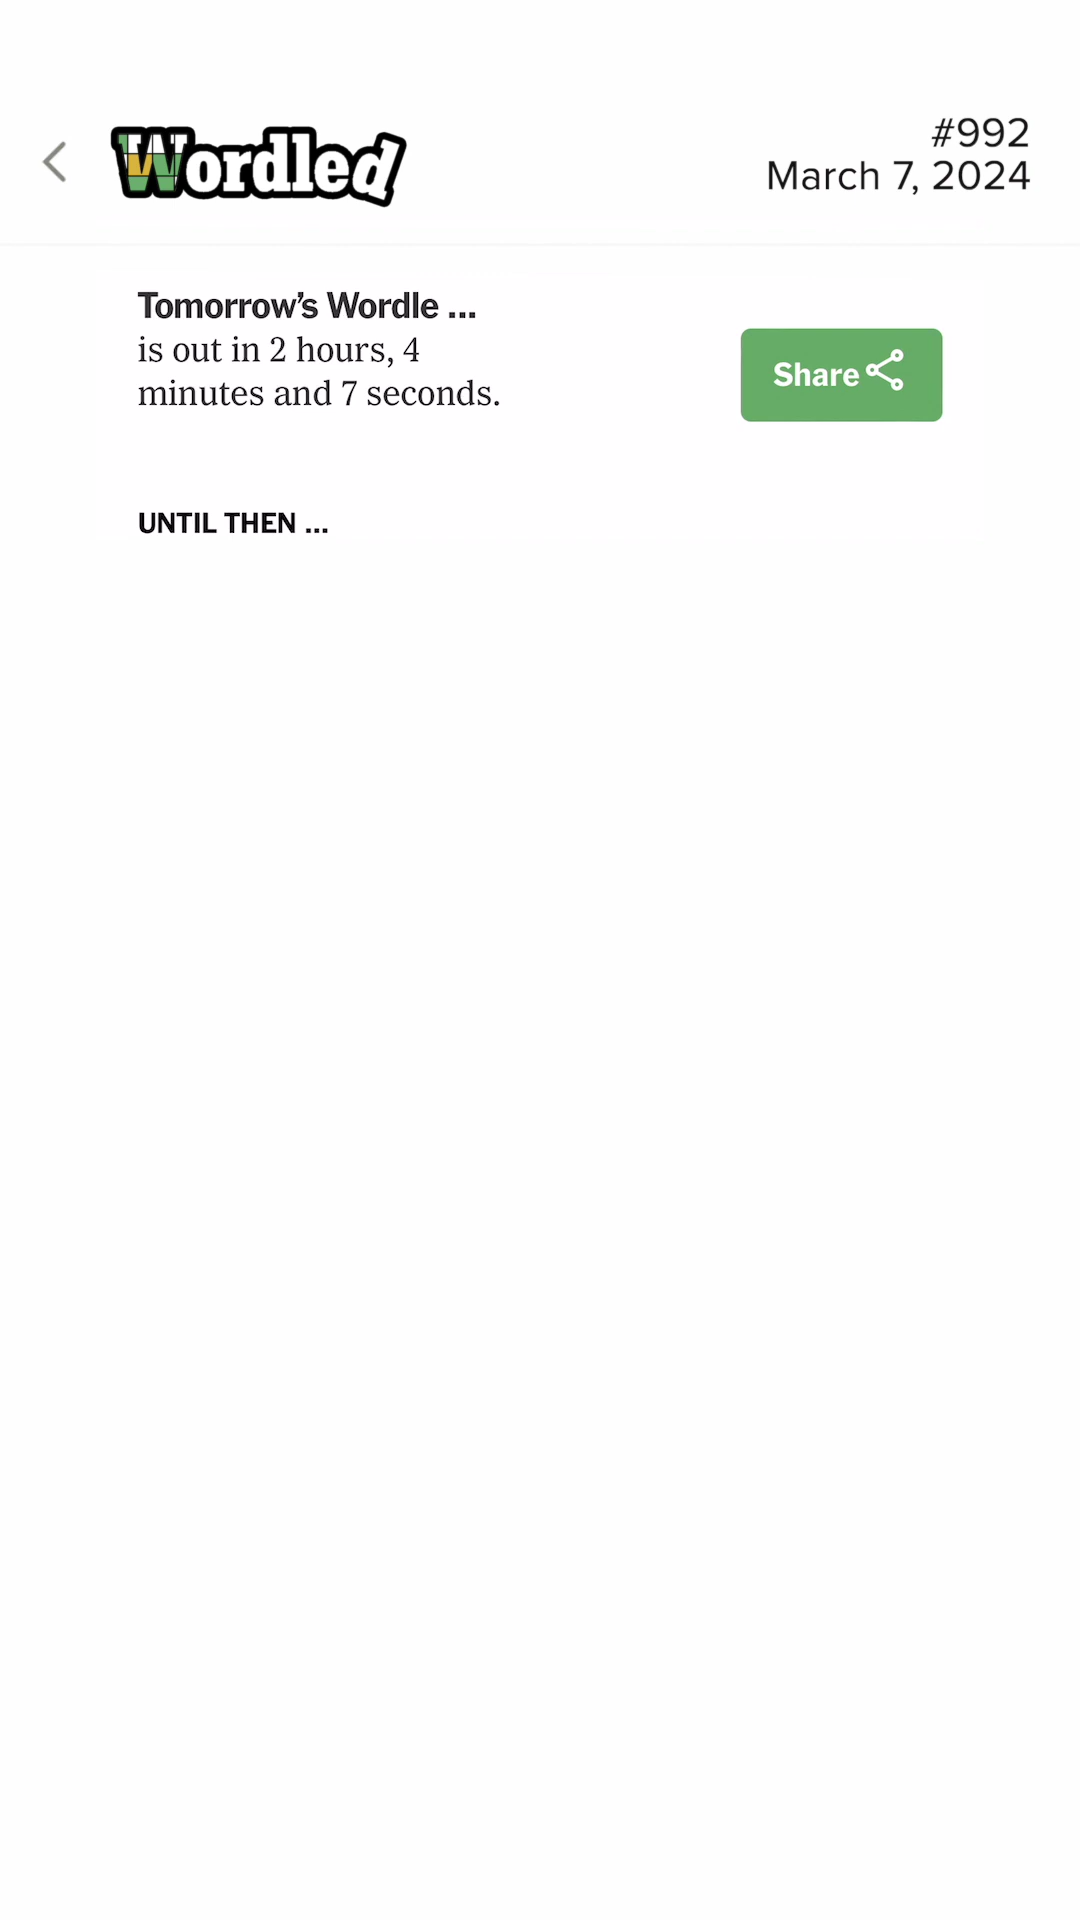 Wordled
#992
March 7, 2024
Tomorrow's Wordle ...
is out in 2 hours, 4
minutes and 7 seconds.
Share
UNTIL THEN ...